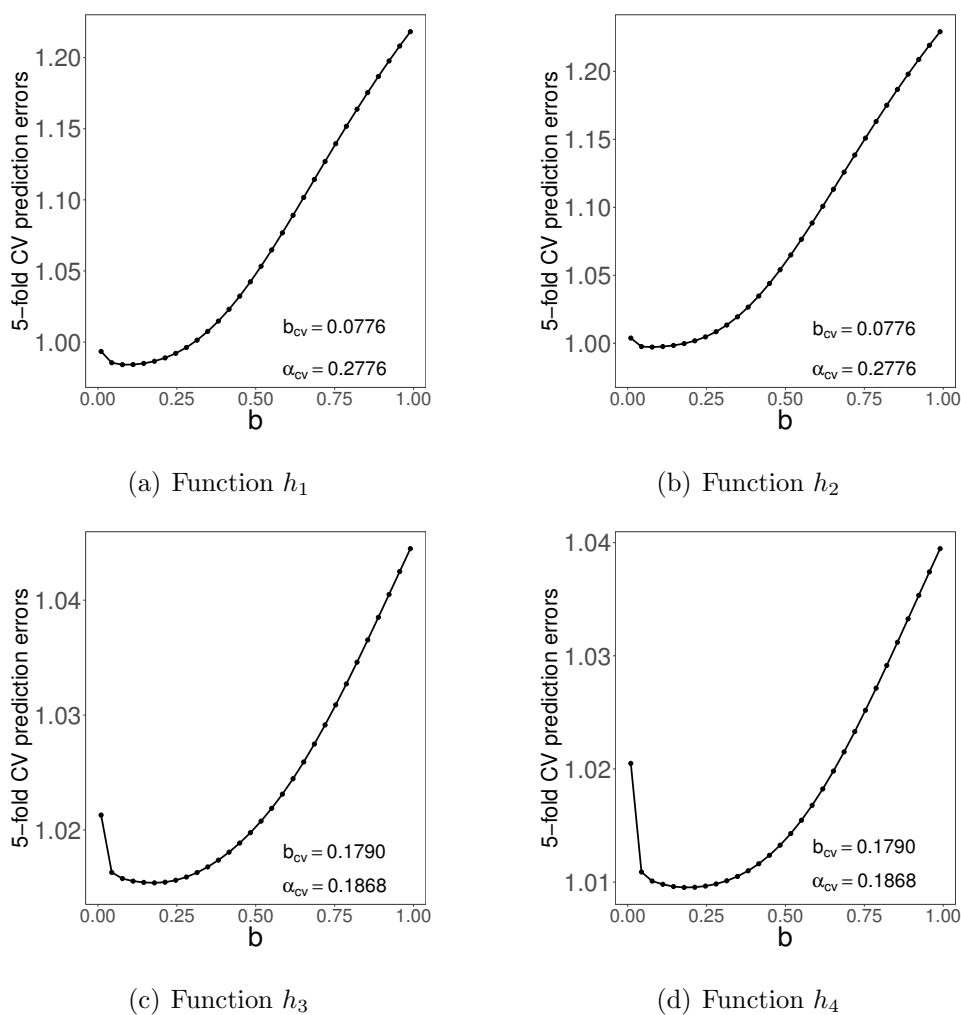 5−fold CV prediction errors
1.20
1.15
1.10
1.05
1.00
b_cv = 0.0776
α_cv = 0.2776
0.00 0.25 0.50 0.75 1.00
b
(a) Function h₁
5−fold CV prediction errors
1.20
1.15
1.10
1.05
1.00
b_cv = 0.0776
α_cv = 0.2776
0.00 0.25 0.50 0.75 1.00
b
(b) Function h₂
5−fold CV prediction errors
1.04
1.03
1.02
b_cv = 0.1790
α_cv = 0.1868
0.00 0.25 0.50 0.75 1.00
b
(c) Function h₃
5−fold CV prediction errors
1.04
1.03
1.02
1.01
b_cv = 0.1790
α_cv = 0.1868
0.00 0.25 0.50 0.75 1.00
b
(d) Function h₄